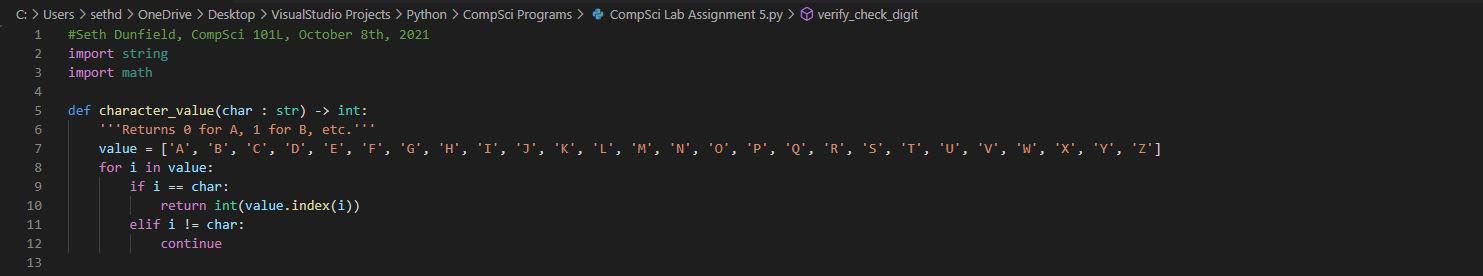 C: > Users > sethd > OneDrive > Desktop > VisualStudio Projects > Python > CompSci Programs > CompSci Lab Assignment 5.py > verify_check_digit
1 #Seth Dunfield, CompSci 101L, October 8th, 2021
2 import string
3 import math
4
5 def character_value(char : str) -> int:
6     '''Returns 0 for A, 1 for B, etc.'''
7     value = ['A', 'B', 'C', 'D', 'E', 'F', 'G', 'H', 'I', 'J', 'K', 'L', 'M', 'N', 'O', 'P', 'Q', 'R', 'S', 'T', 'U', 'V', 'W', 'X', 'Y', 'Z']
8     for i in value:
9         if i == char:
10             return int(value.index(i))
11         elif i != char:
12             continue
13